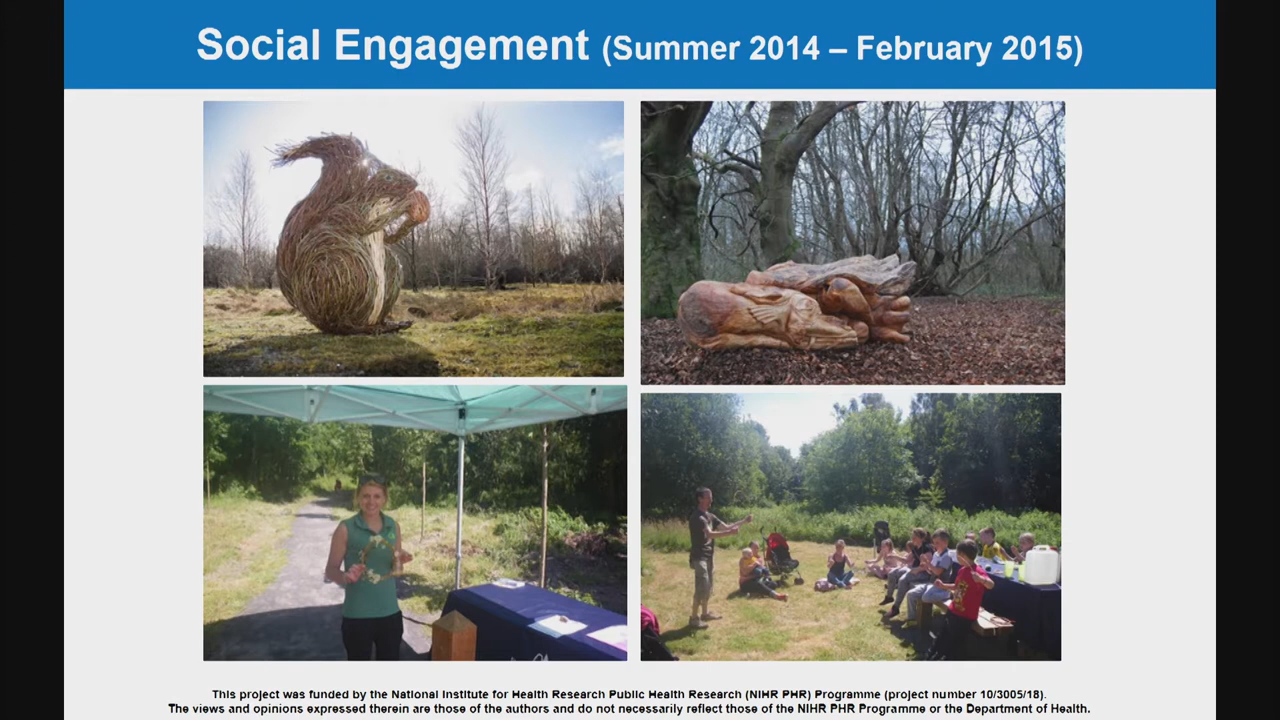 Social Engagement (Summer 2014 – February 2015)
This project was funded by the National Institute for Health Research Public Health Research (NIHR PHR) Programme (project number 10/3005/18).
The views and opinions expressed therein are those of the authors and do not necessarily reflect those of the NIHR PHR Programme or the Department of Health.